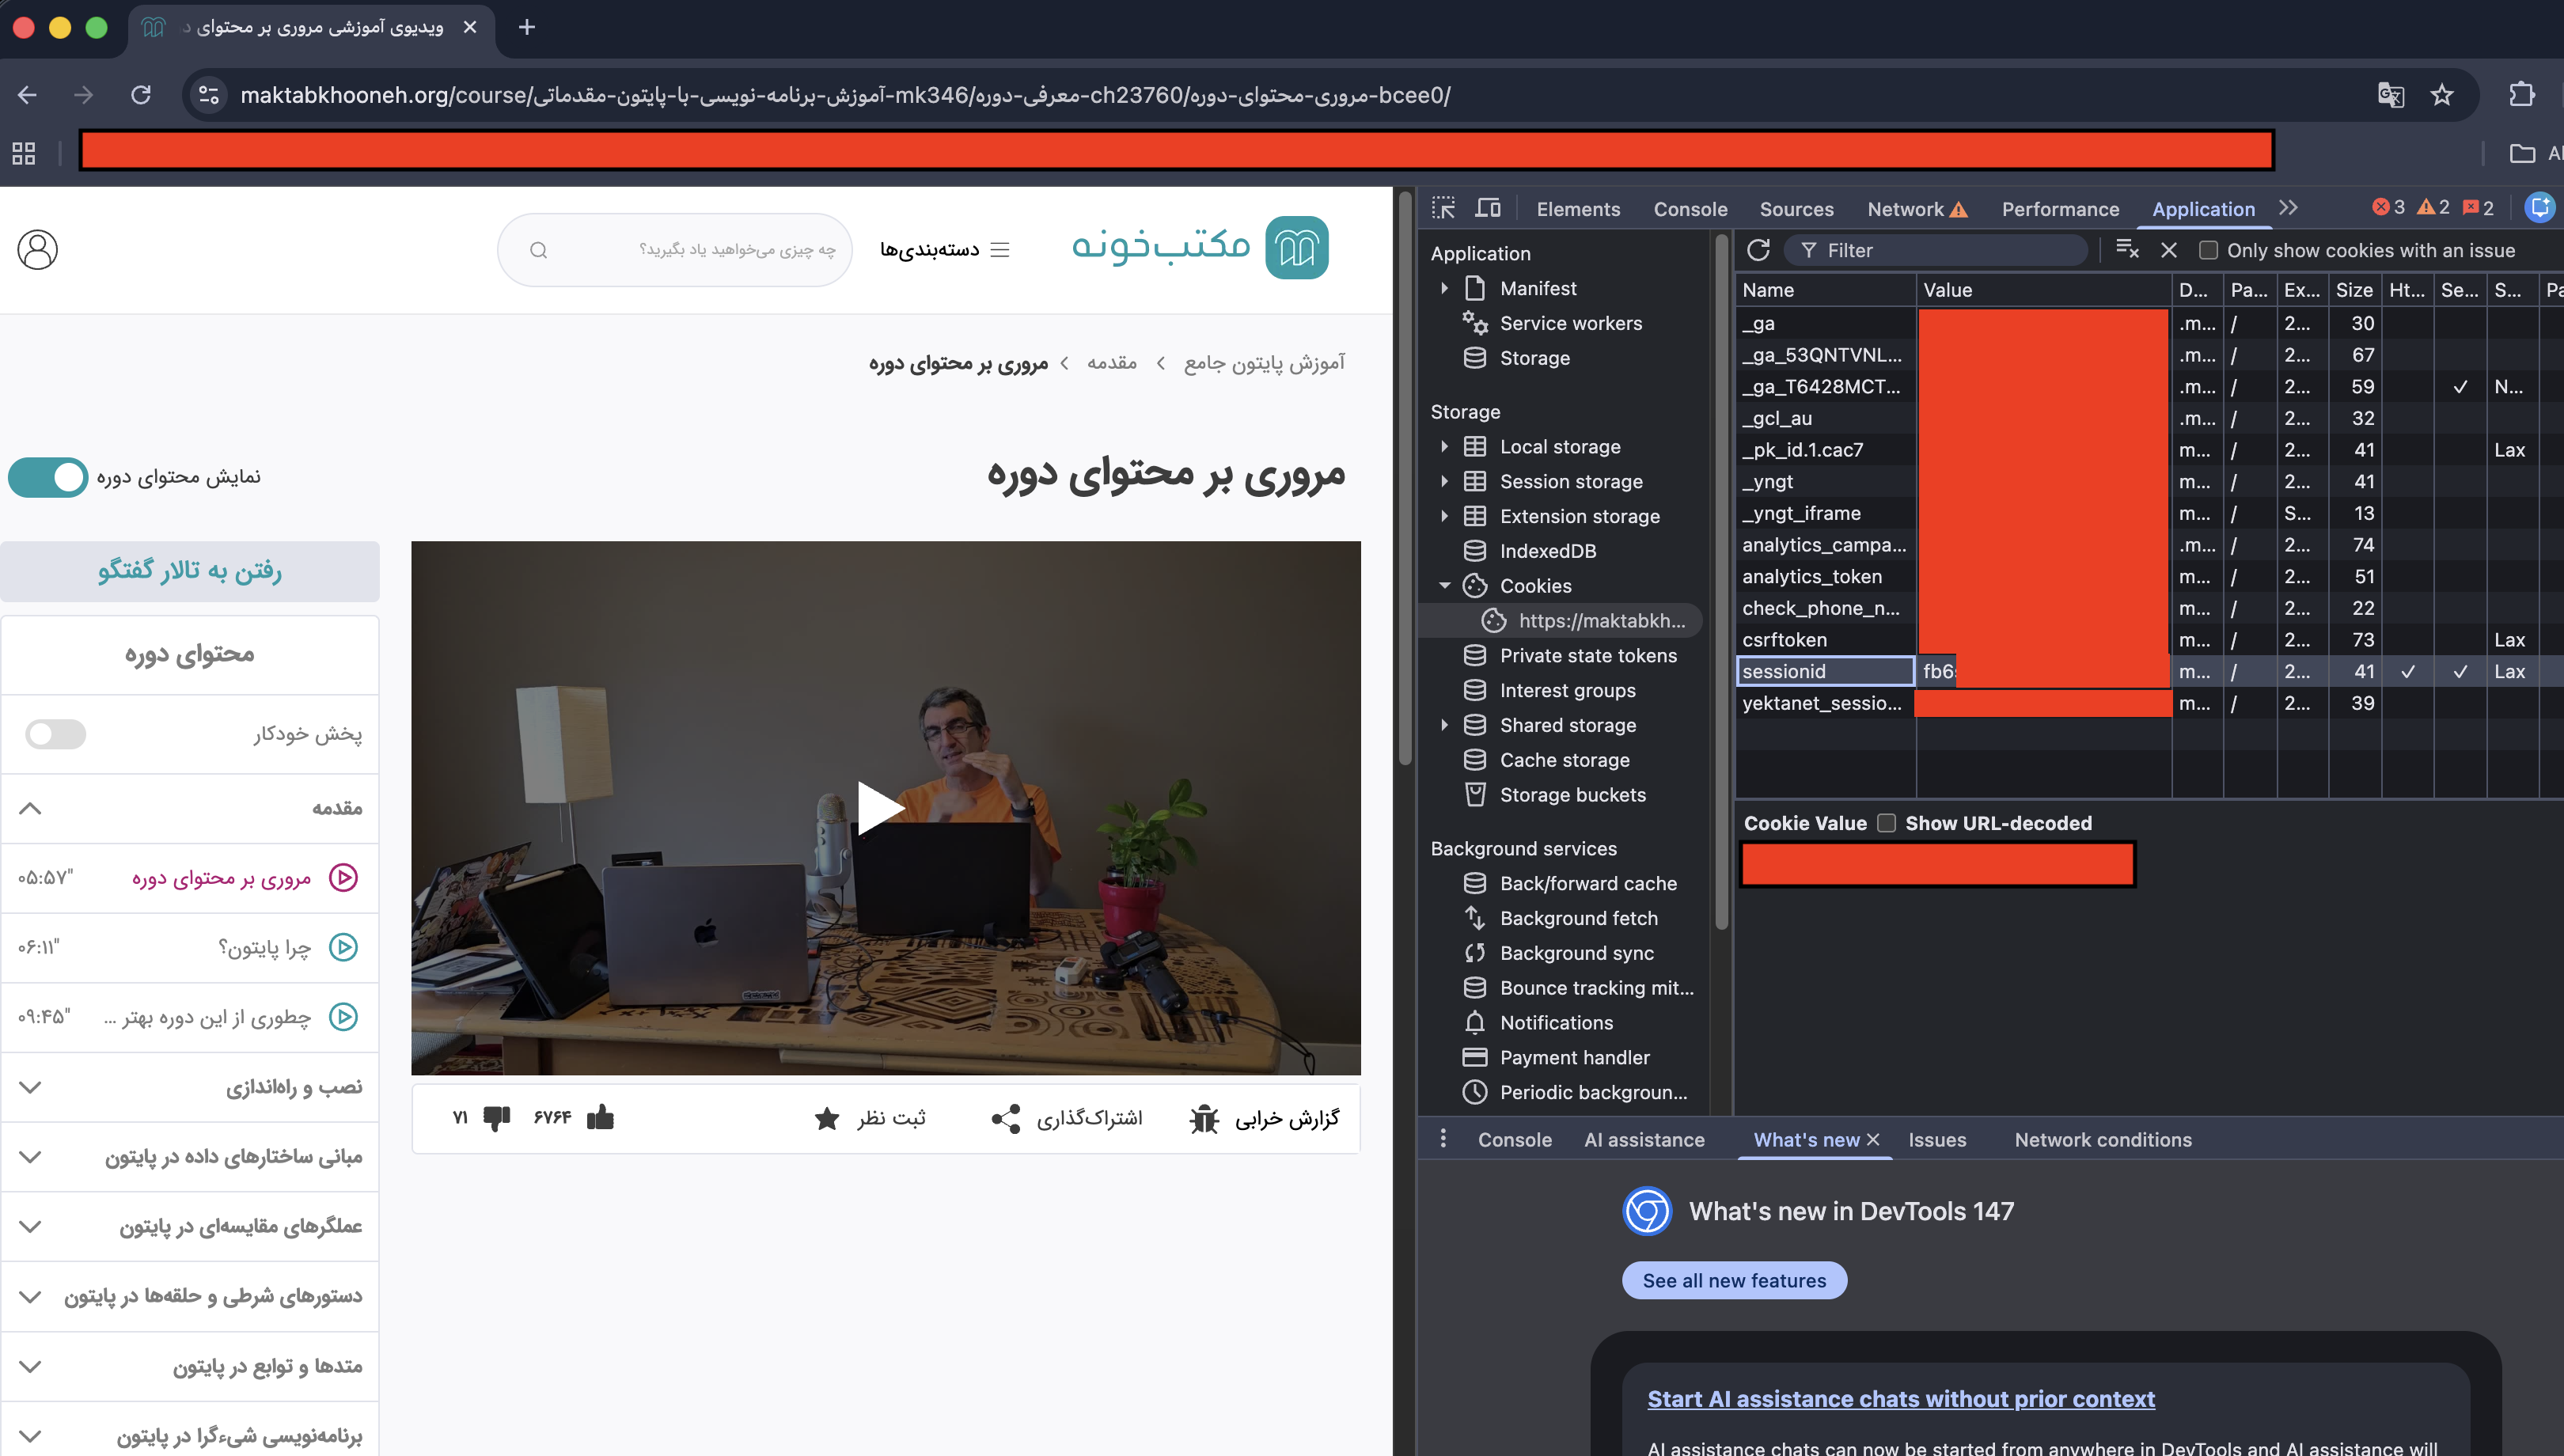 ویدیوی آموزشی مروری بر محتوای د
maktabkhooneh.org/course/آموزش-برنامه-نویسی-با-پایتون-مقدماتی-mk346/معرفی-دوره-ch23760/مروری-محتوای-دوره-bcee0/
مکتب‌خونه
دسته‌بندی‌ها
چه چیزی می‌خواهید یاد بگیرید؟
آموزش پایتون جامع > مقدمه > مروری بر محتوای دوره
مروری بر محتوای دوره
نمایش محتوای دوره
رفتن به تالار گفتگو
محتوای دوره
پخش خودکار
مقدمه
مروری بر محتوای دوره ۰۵:۵۷"
چرا پایتون؟ ۰۶:۱۱"
چطوری از این دوره بهتر ... ۰۹:۴۵"
نصب و راه‌اندازی
مبانی ساختارهای داده در پایتون
عملگرهای مقایسه‌ای در پایتون
دستورهای شرطی و حلقه‌ها در پایتون
متدها و توابع در پایتون
برنامه‌نویسی شیءگرا در پایتون
گزارش خرابی اشتراک‌گذاری ثبت نظر ۶۷۶۴ ۷۱
Elements Console Sources Network Performance Application 3 2 2
Application
Manifest
Service workers
Storage
Storage
Local storage
Session storage
Extension storage
IndexedDB
Cookies
https://maktabkh...
Private state tokens
Interest groups
Shared storage
Cache storage
Storage buckets
Background services
Back/forward cache
Background fetch
Background sync
Bounce tracking mit...
Notifications
Payment handler
Periodic backgroun...
Filter Only show cookies with an issue
Name Value D... Pa... Ex... Size Ht... Se... S... Pa
_ga .m... / 2... 30
_ga_53QNTVNL... .m... / 2... 67
_ga_T6428MCT... .m... / 2... 59 ✓ N...
_gcl_au .m... / 2... 32
_pk_id.1.cac7 m... / 2... 41 Lax
_yngt m... / 2... 41
_yngt_iframe m... / S... 13
analytics_campa... .m... / 2... 74
analytics_token m... / 2... 51
check_phone_n... m... / 2... 22
csrftoken m... / 2... 73 Lax
sessionid fb6 m... / 2... 41 ✓ ✓ Lax
yektanet_sessio... m... / 2... 39
Cookie Value Show URL-decoded
Console AI assistance What's new Issues Network conditions
What's new in DevTools 147
See all new features
Start AI assistance chats without prior context
AI assistance chats can now be started from anywhere in DevTools and AI assistance will